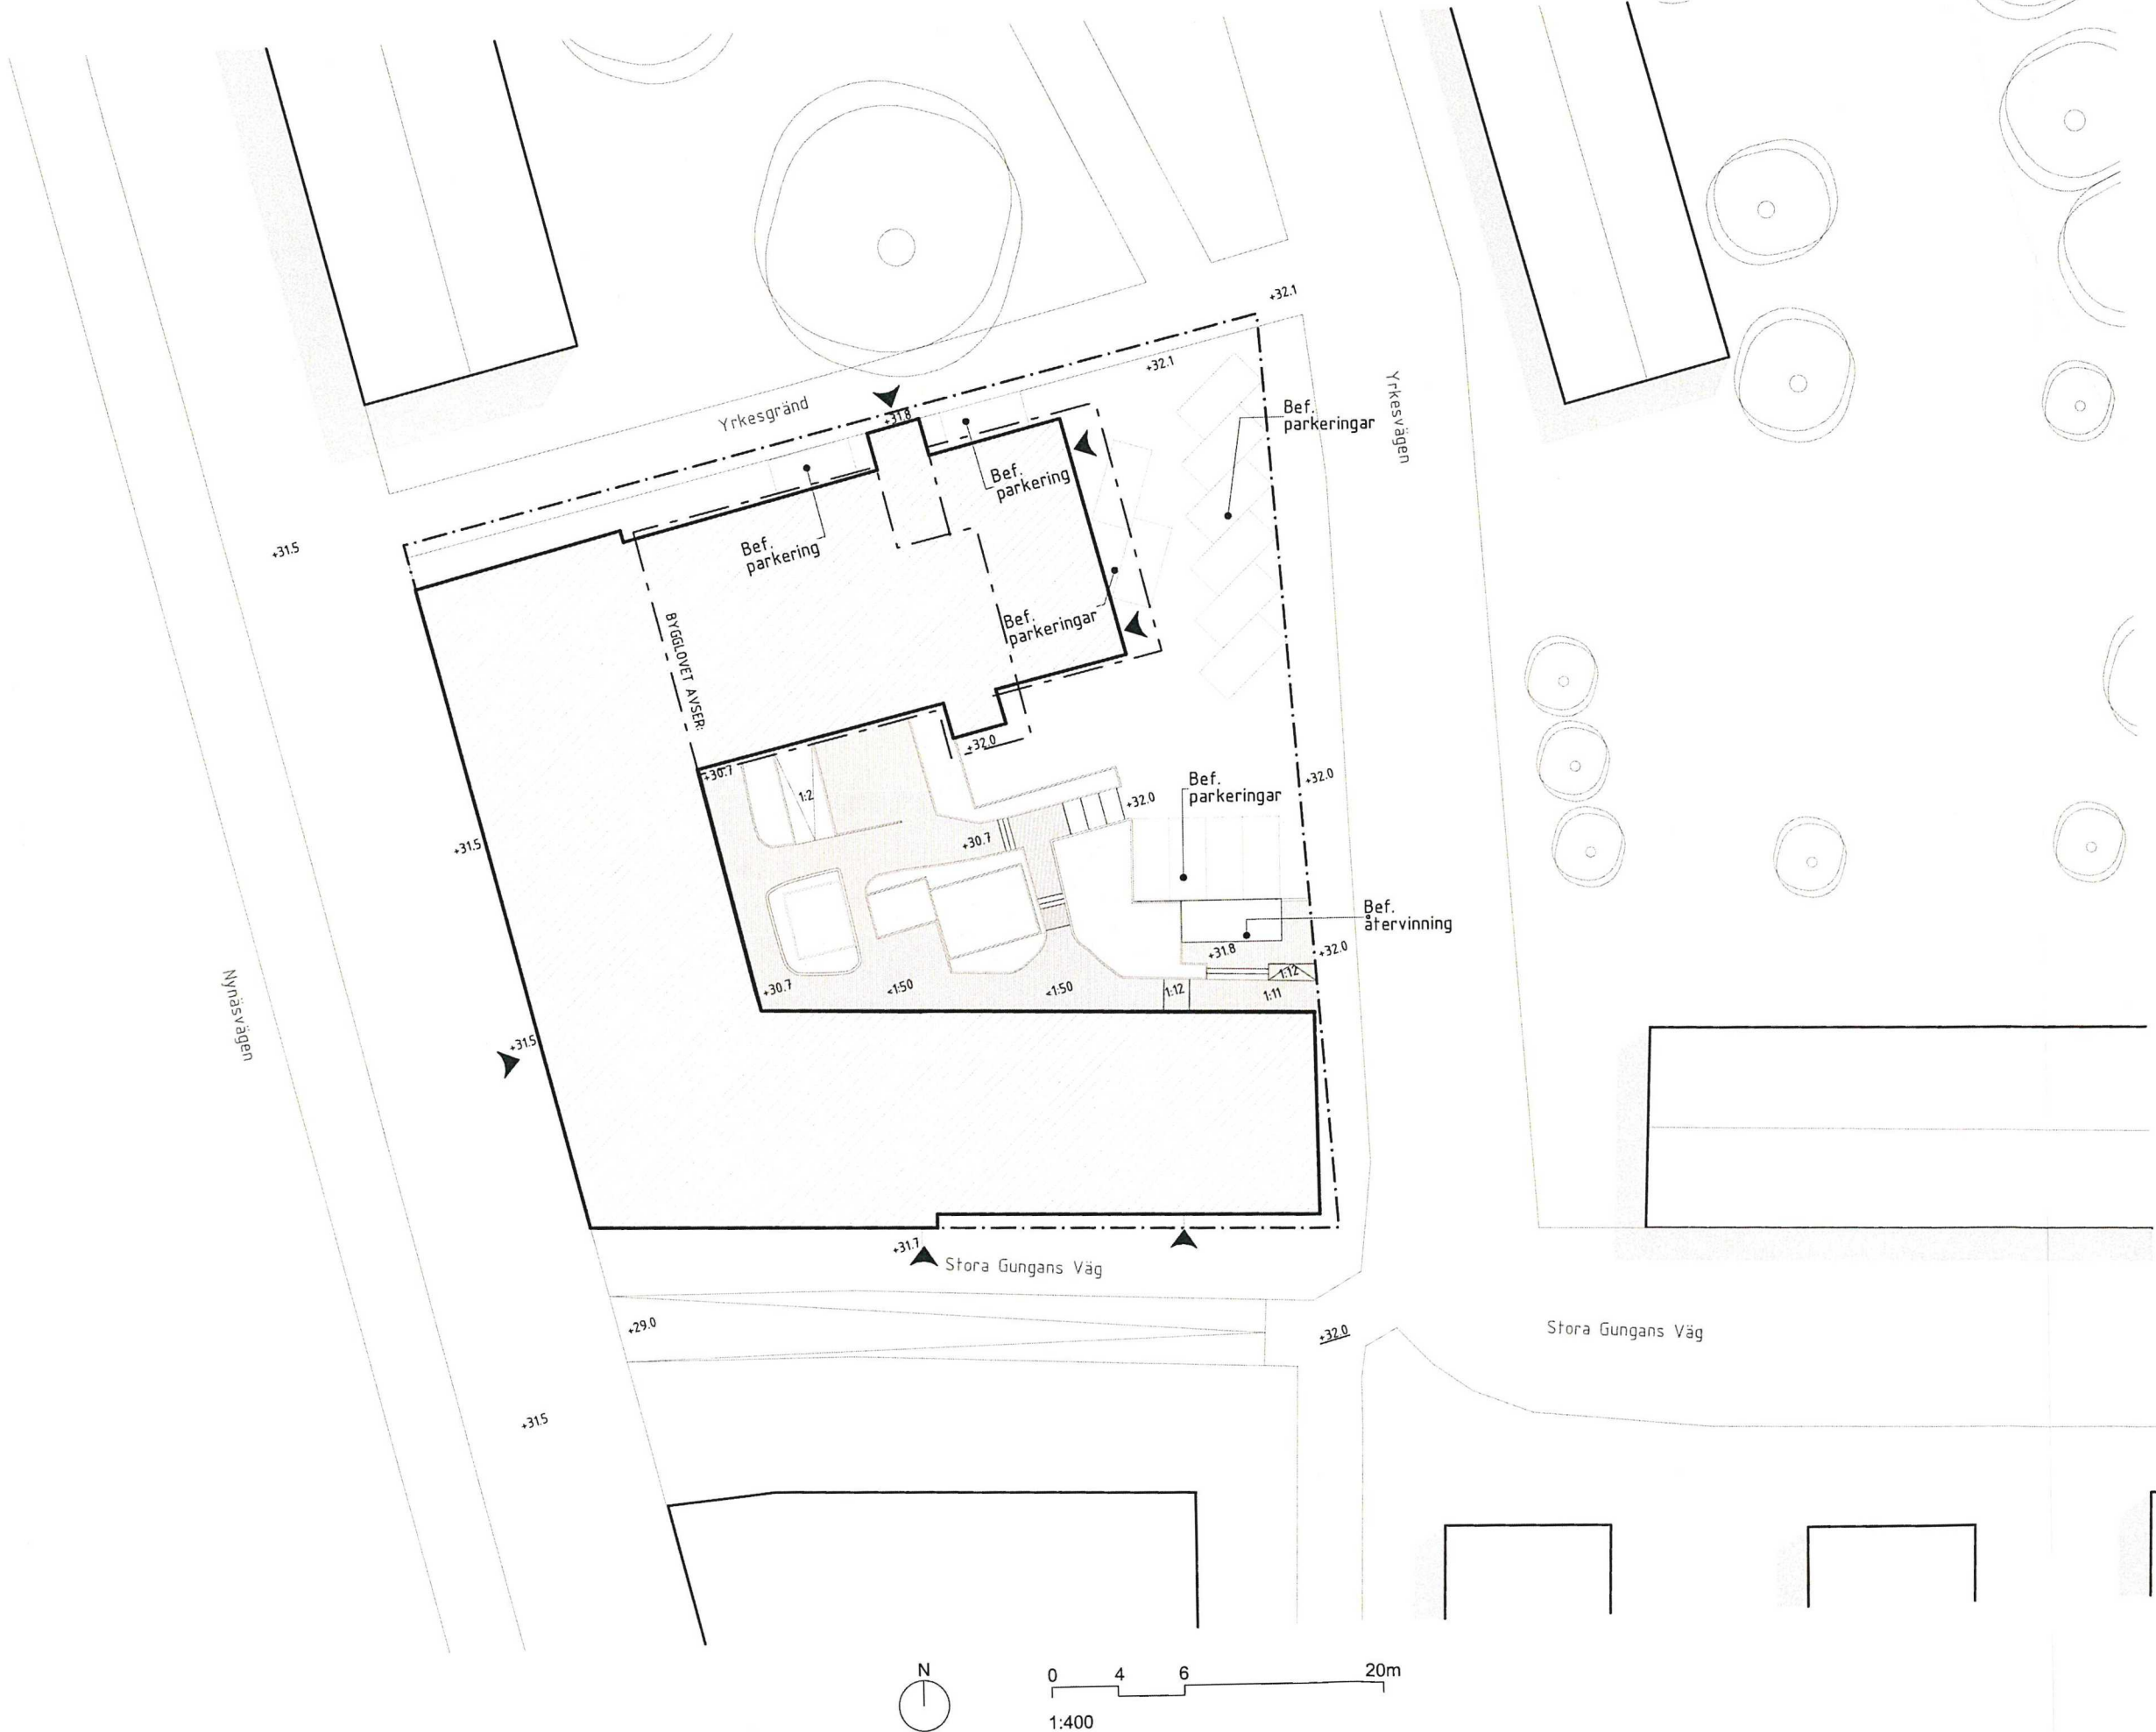 +32.1
+32.1
Yrkesgränd
+31.8
Bef.
parkeringar
Yrkesvägen
Bef.
parkering
Bef.
parkering
+31.5
Bef.
parkeringar
BYGGLOVET AVSER:
+32.0
+30.7
1:2
Bef.
parkeringar
+32.0
+32.0
+30.7
+31.5
Bef.
återvinning
+31.8
+32.0
1:12
+30.7
<1:50
<1:50
1:12
1:11
Nynäsvägen
+31.5
+31.7
Stora Gungans Väg
+29.0
+32.0
Stora Gungans Väg
+31.5
N
0 4 6 20m
1:400